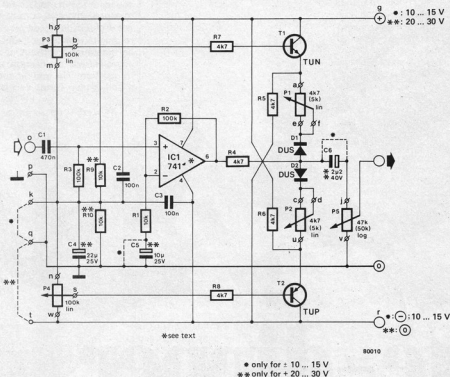 g
● : 10 ... 15 V
✱✱ : 20 ... 30 V
h
P3
b
100k
lin
m
R7
4k7
T1
TUN
a
R5
4k7
P1
4k7
(5k)
lin
e
f
R2
100k
o
C1
470n
R3
100k
✱✱
R9
10k
C2
100n
IC1
741
✱
3
2
7
6
4
R4
4k7
D1
DUS
D2
DUS
● C6
✱ 2µ2
40V
p
k
✱✱
R10
10k
C3
100n
R1
10k
R6
4k7
c
d
P2
4k7
(5k)
lin
u
j
P5
47k
(50k)
log
v
●
q
✱✱
C4
✱✱
22µ
25V
●
C5
✱✱
10µ
25V
0
✱✱
n
P4
s
100k
lin
w
t
R8
4k7
T2
TUP
r
● : − : 10 ... 15 V
✱✱ : 0
✱see text
80010
● only for ± 10 ... 15 V
✱✱ only for + 20 ... 30 V